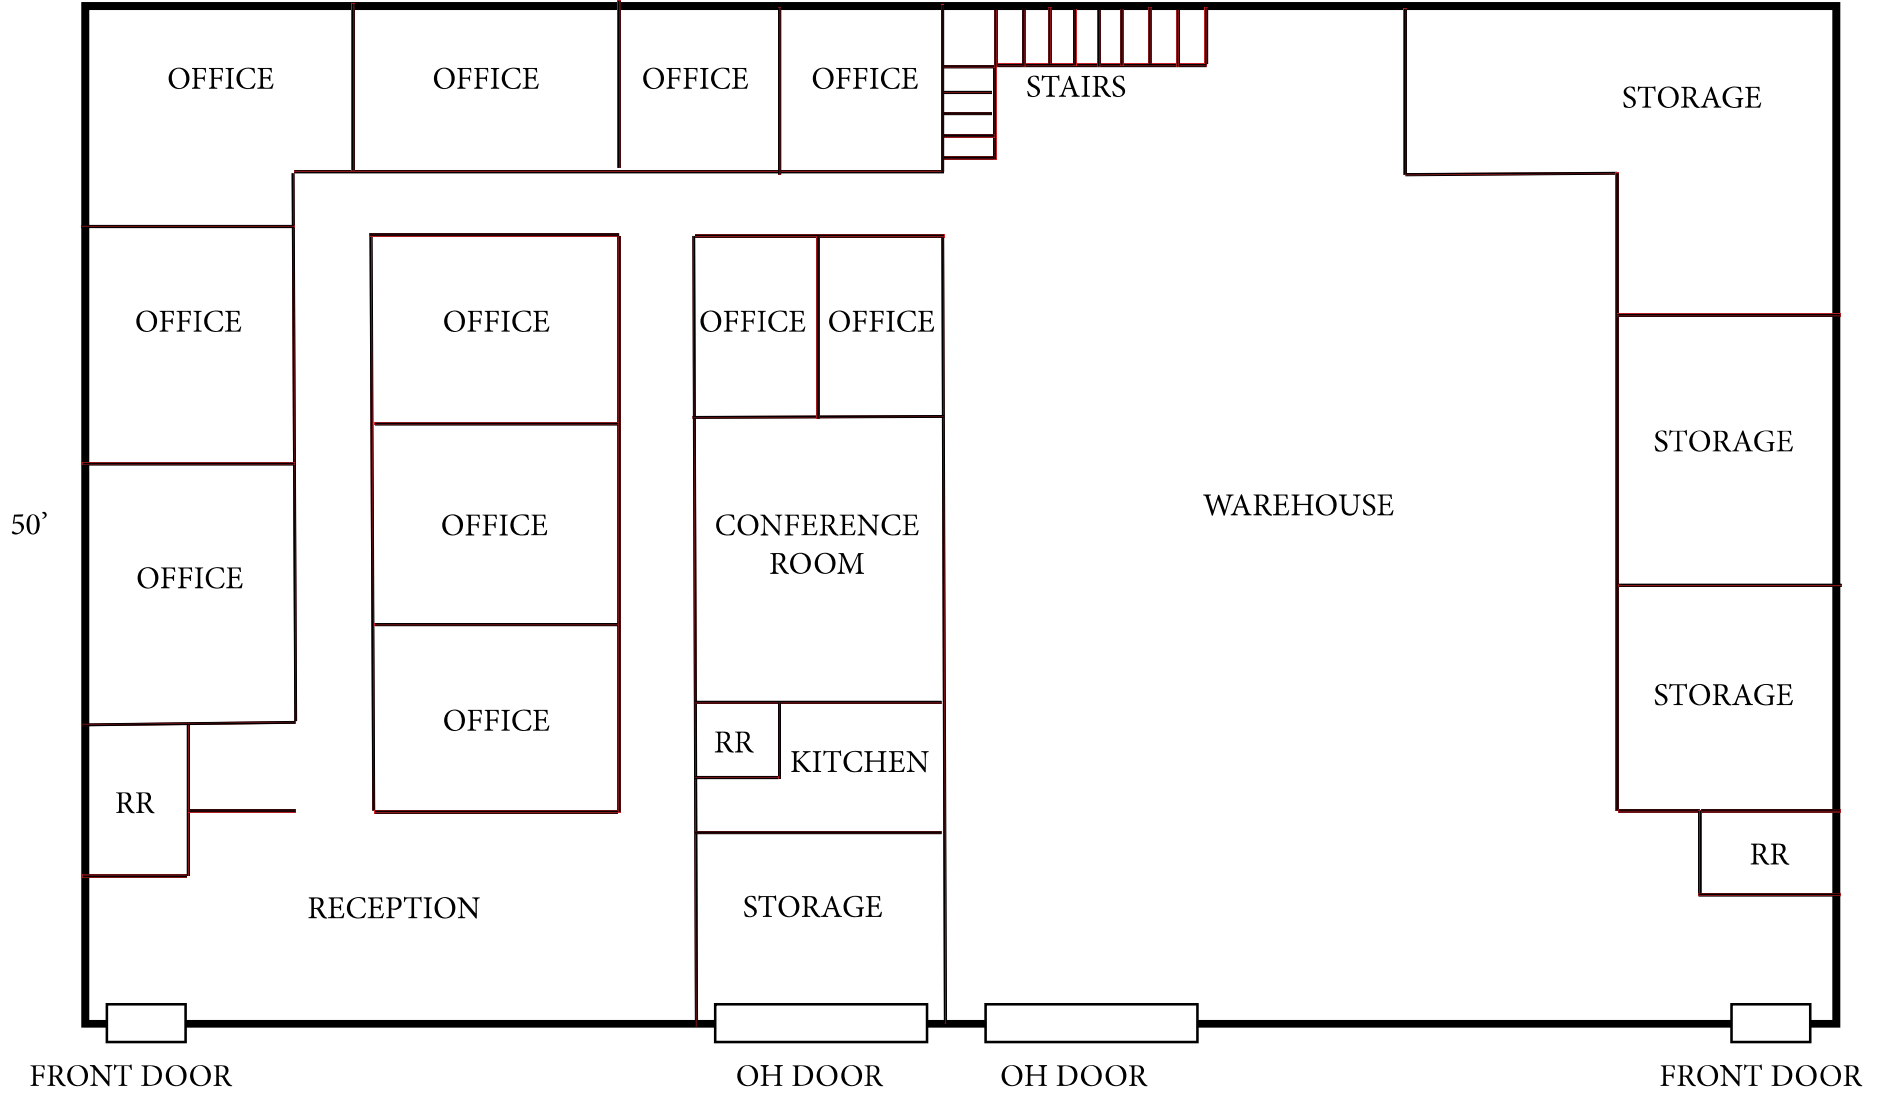 OFFICE
OFFICE
OFFICE
OFFICE
STAIRS
STORAGE
OFFICE
OFFICE
OFFICE
OFFICE
STORAGE
WAREHOUSE
50’
OFFICE
CONFERENCE
ROOM
OFFICE
STORAGE
OFFICE
RR
KITCHEN
RR
RR
RECEPTION
STORAGE
FRONT DOOR
OH DOOR
OH DOOR
FRONT DOOR